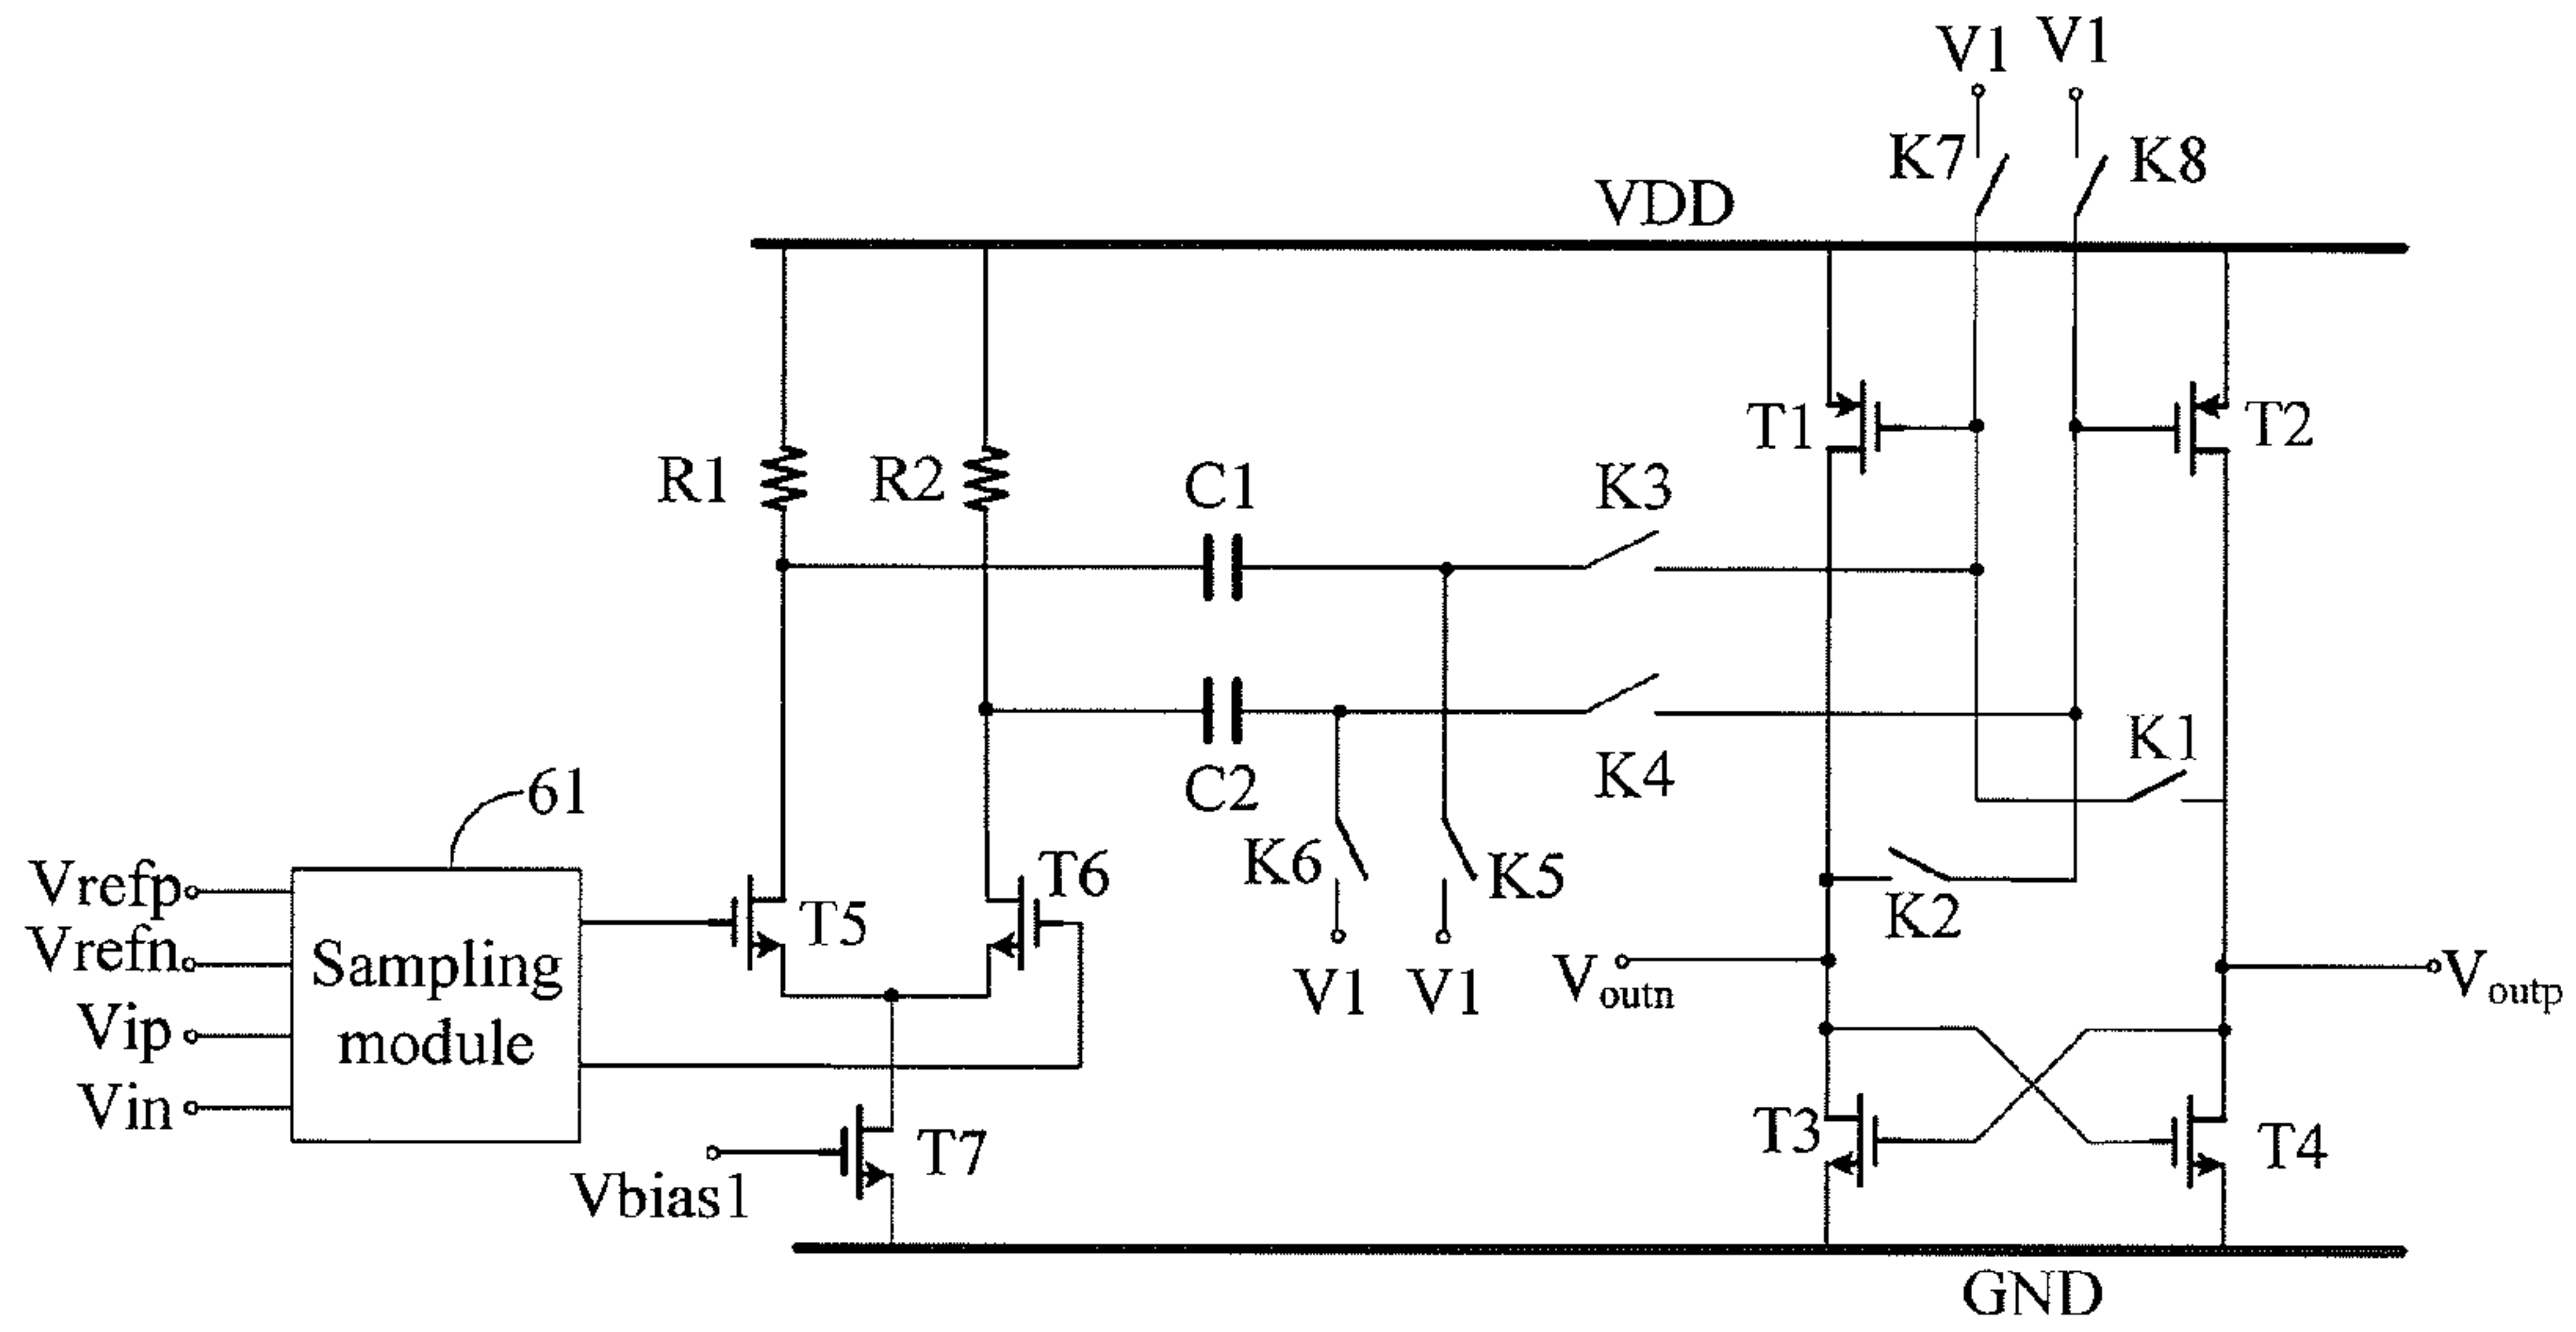 V1
V1
K7
K8
VDD
T1
T2
R1
R2
C1
K3
K1
C2
K4
61
K6
K5
K2
T6
T5
Vrefp
Vrefn
Vip
Vin
Sampling
module
V1
V1
Voutn
Voutp
T3
T4
T7
Vbias1
GND